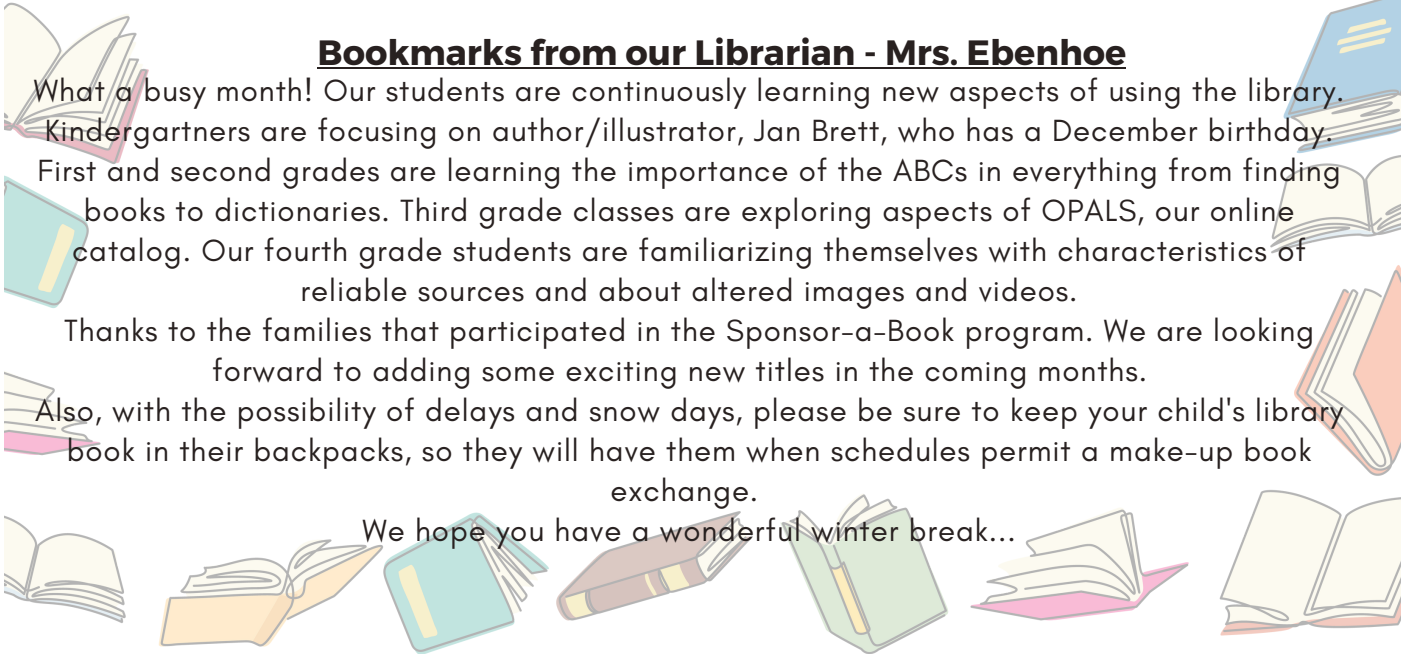 Bookmarks from our Librarian - Mrs. Ebenhoe
What a busy month! Our students are continuously learning new aspects of using the library.
Kindergartners are focusing on author/illustrator, Jan Brett, who has a December birthday.
First and second grades are learning the importance of the ABCs in everything from finding
books to dictionaries. Third grade classes are exploring aspects of OPALS, our online
catalog. Our fourth grade students are familiarizing themselves with characteristics of
reliable sources and about altered images and videos.
Thanks to the families that participated in the Sponsor-a-Book program. We are looking
forward to adding some exciting new titles in the coming months.
Also, with the possibility of delays and snow days, please be sure to keep your child's library
book in their backpacks, so they will have them when schedules permit a make-up book
exchange.
We hope you have a wonderful winter break...